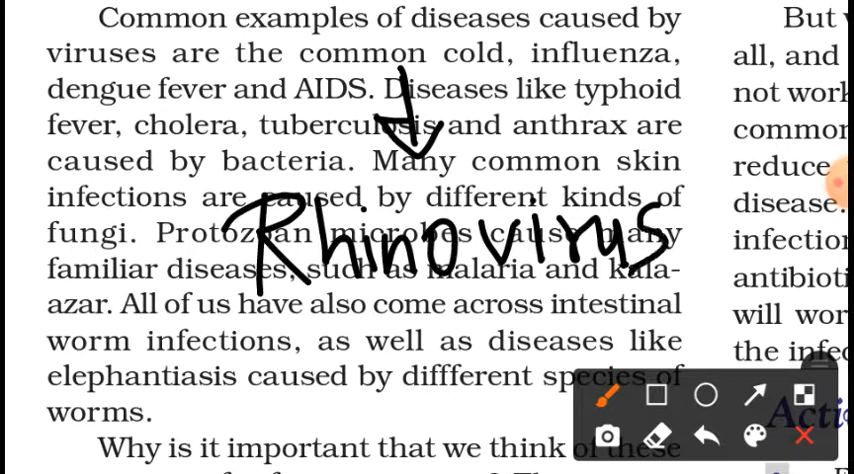 Common examples of diseases caused by
viruses are the common cold, influenza,
dengue fever and AIDS. Diseases like typhoid
fever, cholera, tuberculosis and anthrax are
caused by bacteria. Many common skin
infections are caused by different kinds of
fungi. Protozoan microbes cause many
familiar diseases, such as malaria and kala-
azar. All of us have also come across intestinal
worm infections, as well as diseases like
elephantiasis caused by diffferent species of
worms.
Why is it important that we think of these
Rhinovirus
But
all, and
not work
common
reduce
disease.
infection
antibioti
will wor
the infec
Acti